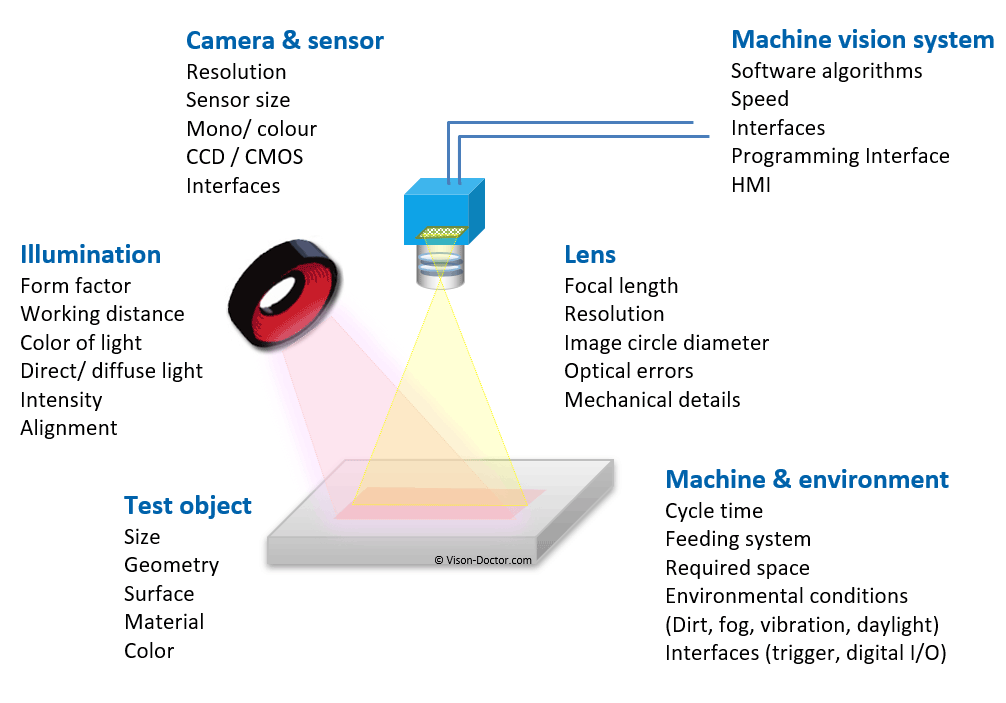 Camera & sensor
Resolution
Sensor size
Mono/ colour
CCD / CMOS
Interfaces
Machine vision system
Software algorithms
Speed
Interfaces
Programming Interface
HMI
Illumination
Form factor
Working distance
Color of light
Direct/ diffuse light
Intensity
Alignment
Lens
Focal length
Resolution
Image circle diameter
Optical errors
Mechanical details
Test object
Size
Geometry
Surface
Material
Color
© Vison-Doctor.com
Machine & environment
Cycle time
Feeding system
Required space
Environmental conditions
(Dirt, fog, vibration, daylight)
Interfaces (trigger, digital I/O)